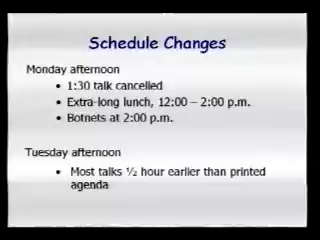 Schedule Changes
Monday afternoon
• 1:30 talk cancelled
• Extra-long lunch, 12:00 – 2:00 p.m.
• Botnets at 2:00 p.m.
Tuesday afternoon
• Most talks ½ hour earlier than printed
agenda